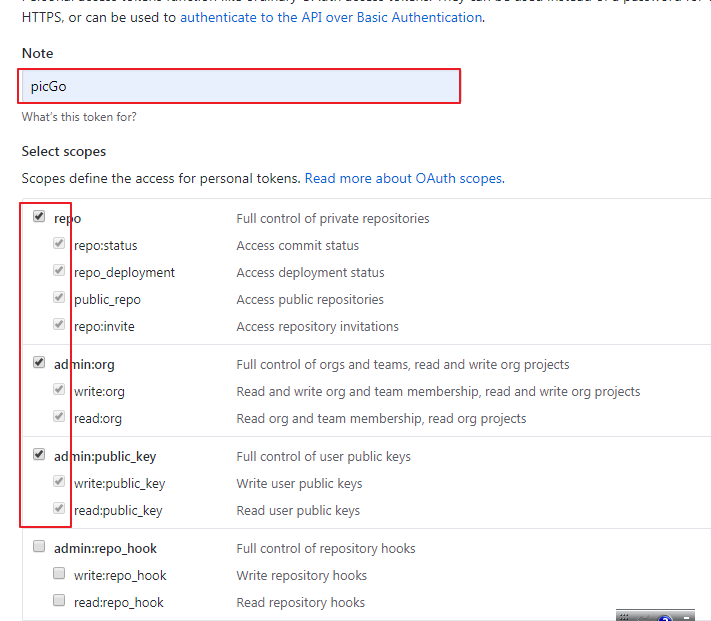 HTTPS, or can be used to authenticate to the API over Basic Authentication.
Note
picGo
What's this token for?
Select scopes
Scopes define the access for personal tokens. Read more about OAuth scopes.
repo Full control of private repositories
repo:status Access commit status
repo_deployment Access deployment status
public_repo Access public repositories
repo:invite Access repository invitations
admin:org Full control of orgs and teams, read and write org projects
write:org Read and write org and team membership, read and write org projects
read:org Read org and team membership, read org projects
admin:public_key Full control of user public keys
write:public_key Write user public keys
read:public_key Read user public keys
admin:repo_hook Full control of repository hooks
write:repo_hook Write repository hooks
read:repo_hook Read repository hooks